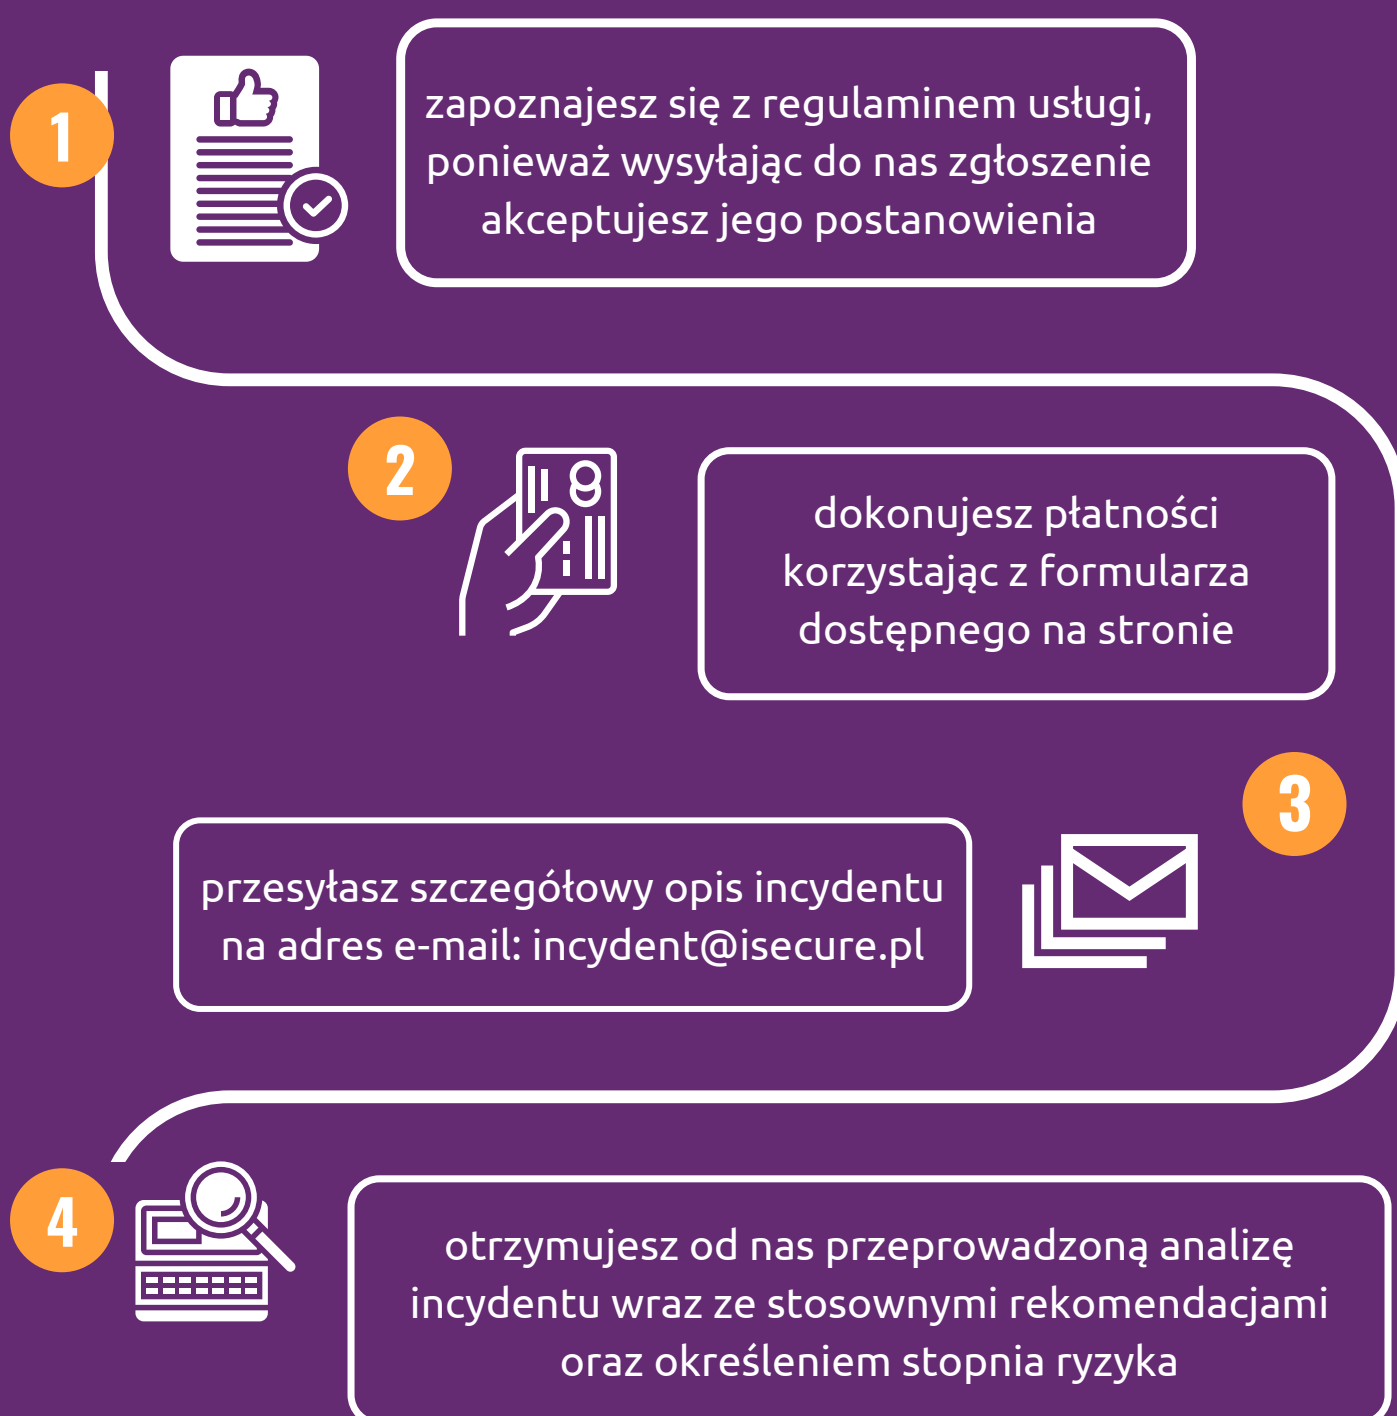 1
zapoznajesz się z regulaminem usługi,
ponieważ wysyłając do nas zgłoszenie
akceptujesz jego postanowienia
2
dokonujesz płatności
korzystając z formularza
dostępnego na stronie
3
przesyłasz szczegółowy opis incydentu
na adres e-mail: incydent@isecure.pl
4
otrzymujesz od nas przeprowadzoną analizę
incydentu wraz ze stosownymi rekomendacjami
oraz określeniem stopnia ryzyka